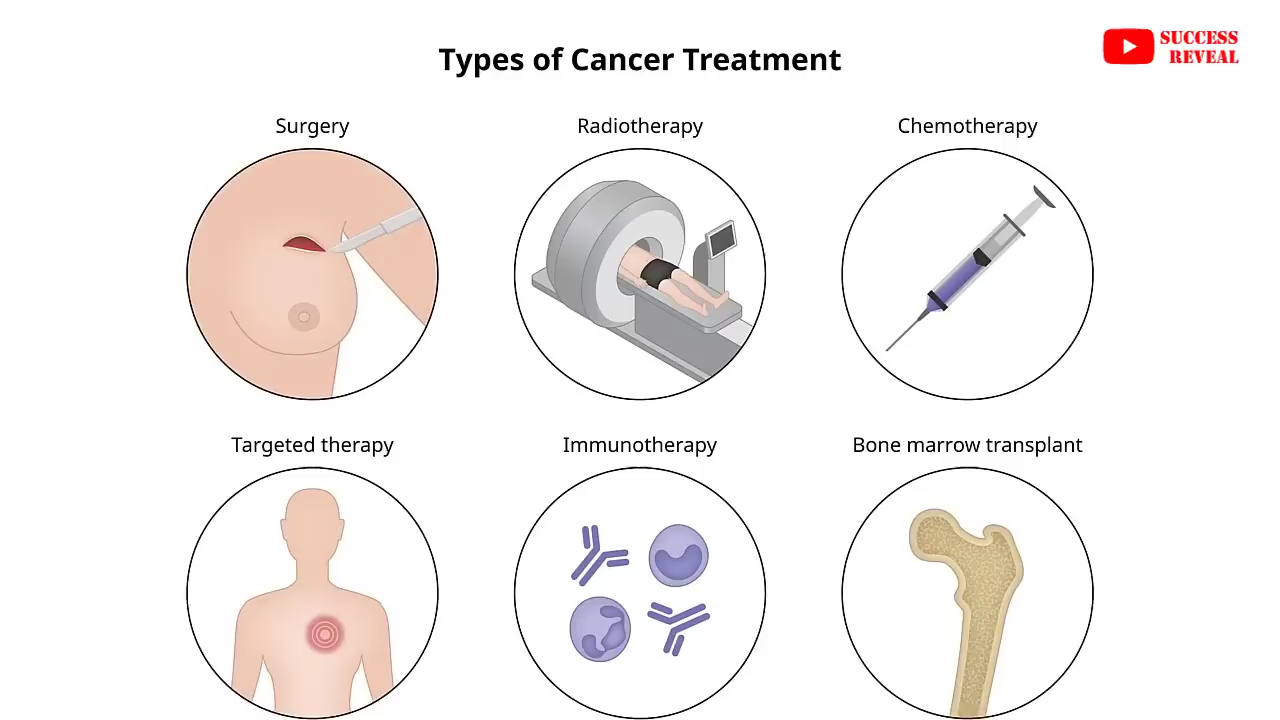 SUCCESS
REVEAL
Types of Cancer Treatment
Surgery
Radiotherapy
Chemotherapy
Targeted therapy
Immunotherapy
Bone marrow transplant